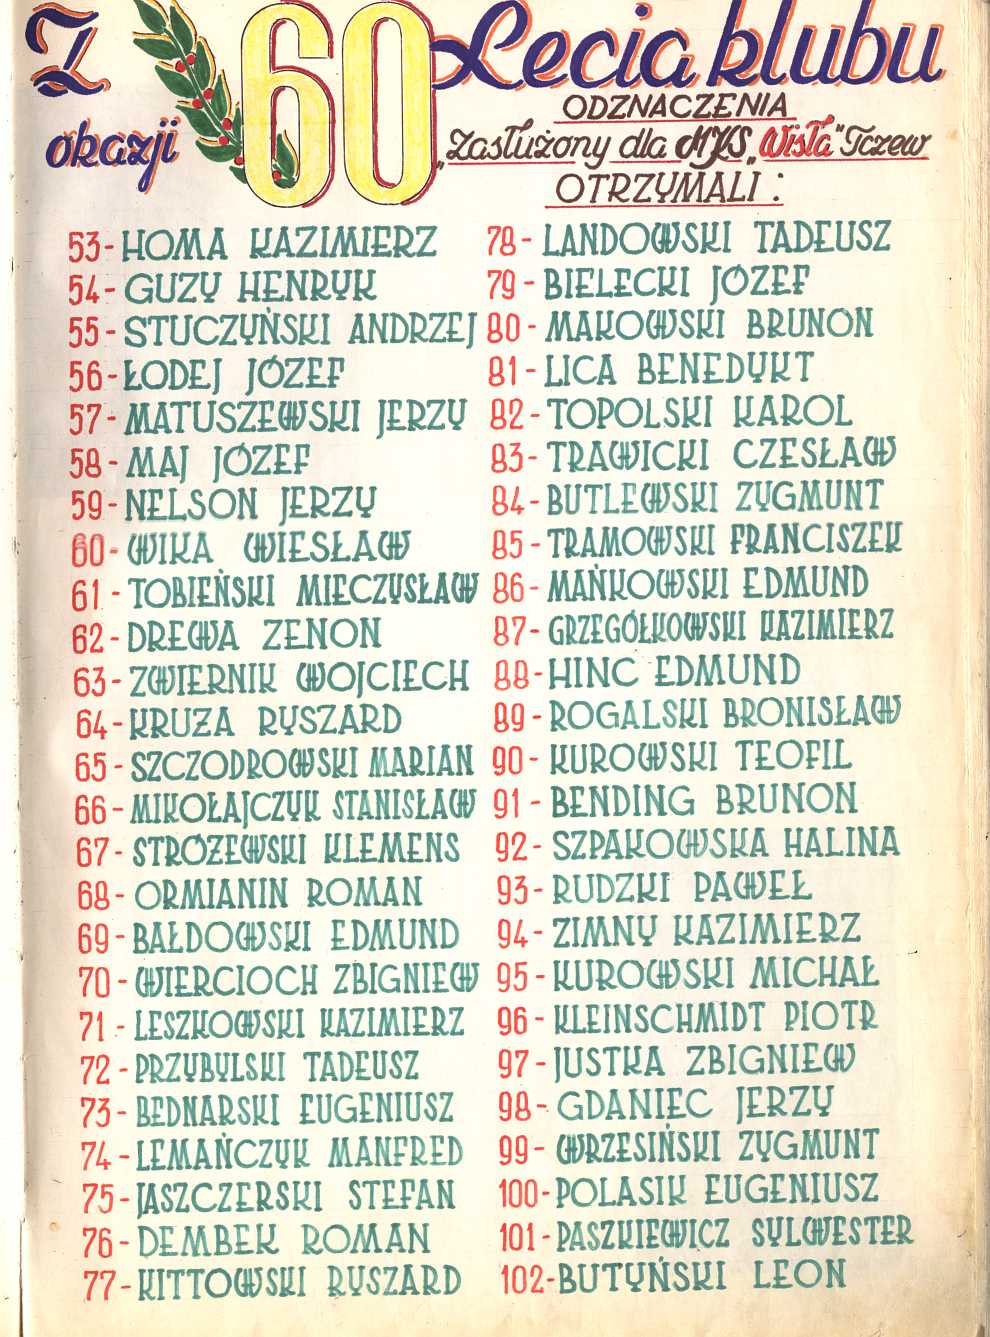 Z okazji 60 Lecia klubu
ODZNACZENIA
„Zasłużony dla MKS „Wisła" Tczew
OTRZYMALI:
53-HOMA KAZIMIERZ
54-GUZY HENRYK
55-STUCZYŃSKI ANDRZEJ
56-ŁODEJ JÓZEF
57-MATUSZEWSKI JERZY
58-MAJ JÓZEF
59-NELSON JERZY
60-WIKA WIESŁAW
61-TOBIEŃSKI MIECZYSŁAW
62-DREWA ZENON
63-ZWIERNIK WOJCIECH
64-KRUŻA RYSZARD
65-SZCZODROWSKI MARIAN
66-MIKOŁAJCZYK STANISŁAW
67-STRÓŻEWSKI KLEMENS
68-ORMIANIN ROMAN
69-BAŁDOWSKI EDMUND
70-WIERCIOCH ZBIGNIEW
71-LESZKOWSKI KAZIMIERZ
72-PRZYBYLSKI TADEUSZ
73-BEDNARSKI EUGENIUSZ
74-LEMAŃCZYK MANFRED
75-JASZCZERSKI STEFAN
76-DEMBEK ROMAN
77-KITTOWSKI RYSZARD
78-LANDOWSKI TADEUSZ
79-BIELECKI JÓZEF
80-MAKOWSKI BRUNON
81-LICA BENEDYKT
82-TOPOLSKI KAROL
83-TRAWICKI CZESŁAW
84-BUTLEWSKI ZYGMUNT
85-TRAMOWSKI FRANCISZEK
86-MAŃKOWSKI EDMUND
87-GRZEGÓŁKOWSKI KAZIMIERZ
88-HINC EDMUND
89-ROGALSKI BRONISŁAW
90-KUROWSKI TEOFIL
91-BENDING BRUNON
92-SZPAKOWSKA HALINA
93-RUDZKI PAWEŁ
94-ZIMNY KAZIMIERZ
95-KUROWSKI MICHAŁ
96-KLEINSCHMIDT PIOTR
97-JUSTKA ZBIGNIEW
98-GDANIEC JERZY
99-WRZESIŃSKI ZYGMUNT
100-POLASIK EUGENIUSZ
101-PASZKIEWICZ SYLWESTER
102-BUTYŃSKI LEON